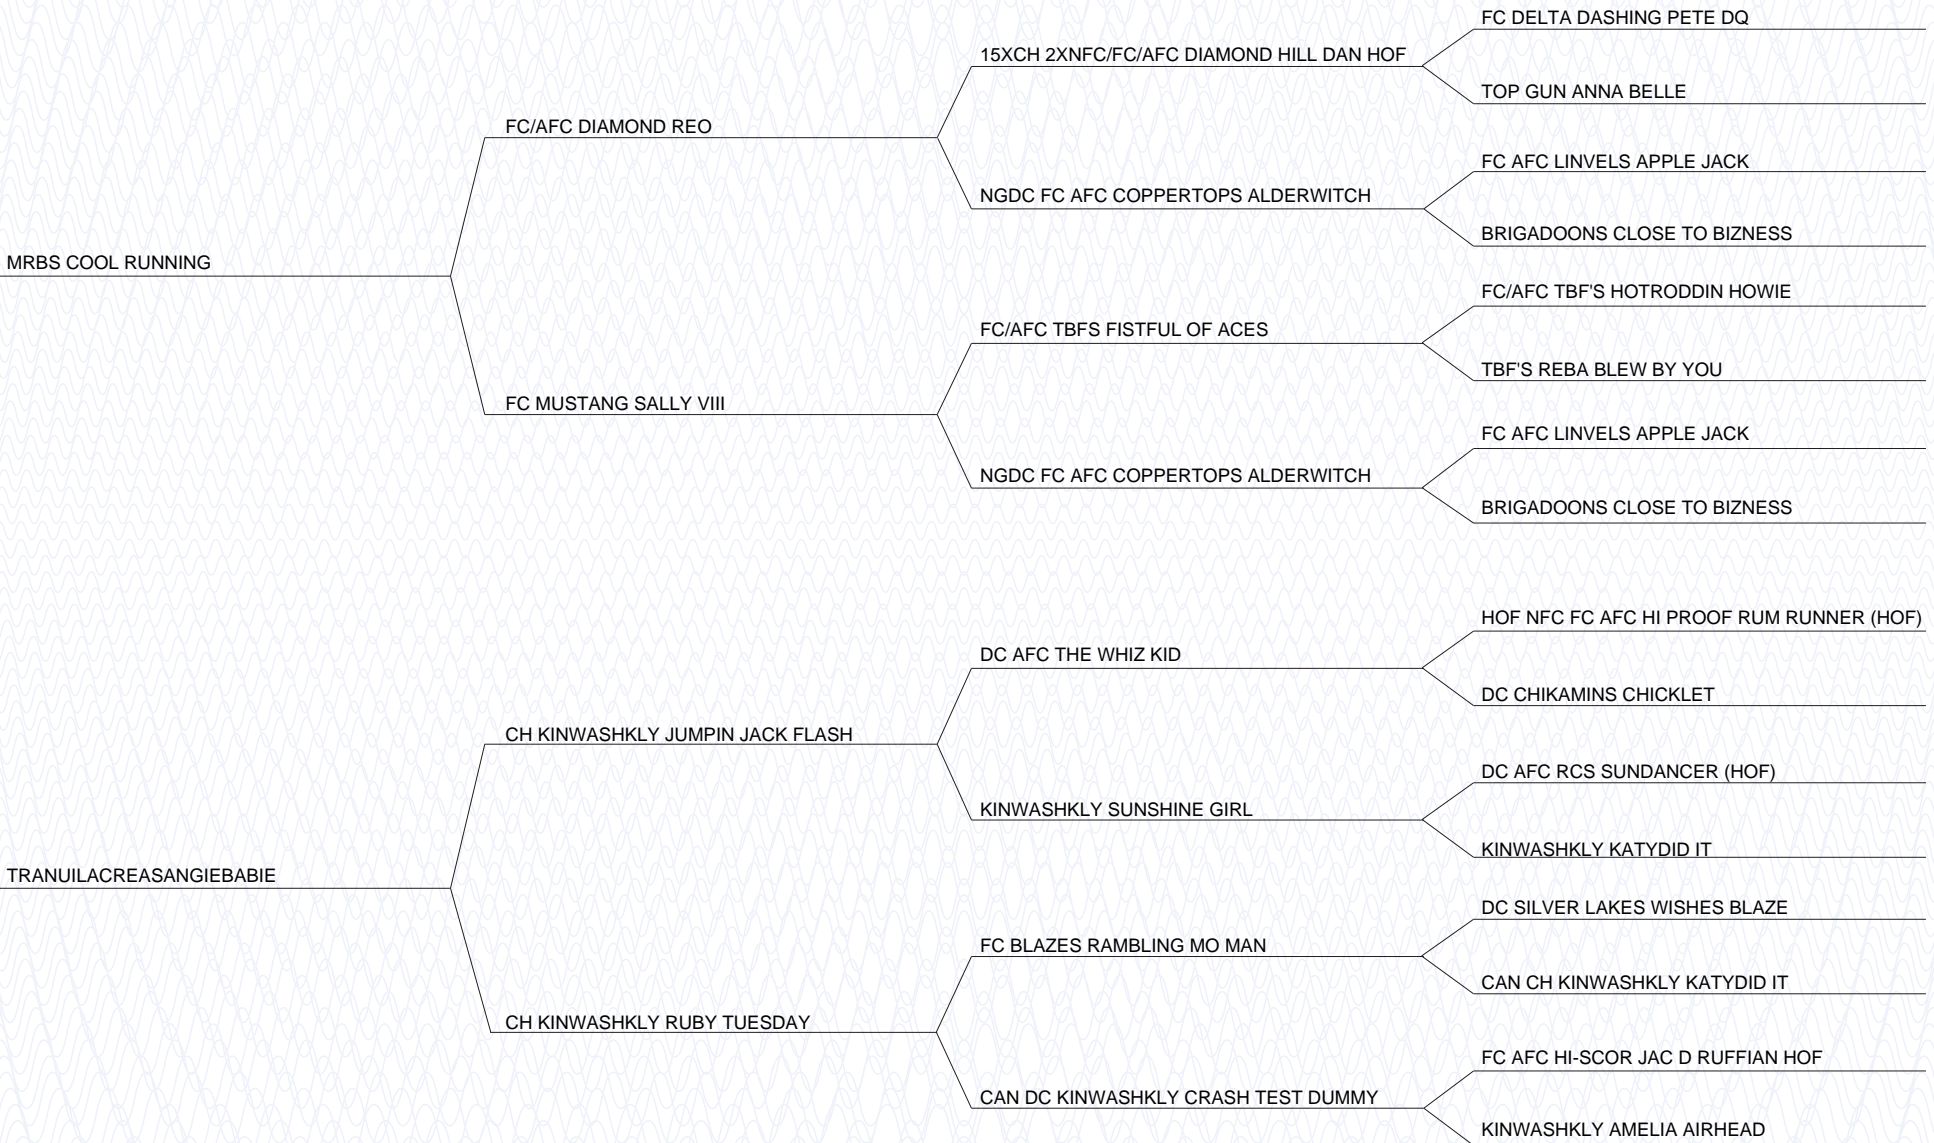 FC DELTA DASHING PETE DQ
15XCH 2XNFC/FC/AFC DIAMOND HILL DAN HOF
TOP GUN ANNA BELLE
FC/AFC DIAMOND REO
FC AFC LINVELS APPLE JACK
NGDC FC AFC COPPERTOPS ALDERWITCH
BRIGADOONS CLOSE TO BIZNESS
MRBS COOL RUNNING
FC/AFC TBF'S HOTRODDIN HOWIE
FC/AFC TBFS FISTFUL OF ACES
TBF'S REBA BLEW BY YOU
FC MUSTANG SALLY VIII
FC AFC LINVELS APPLE JACK
NGDC FC AFC COPPERTOPS ALDERWITCH
BRIGADOONS CLOSE TO BIZNESS
HOF NFC FC AFC HI PROOF RUM RUNNER (HOF)
DC AFC THE WHIZ KID
DC CHIKAMINS CHICKLET
CH KINWASHKLY JUMPIN JACK FLASH
DC AFC RCS SUNDANCER (HOF)
KINWASHKLY SUNSHINE GIRL
KINWASHKLY KATYDID IT
TRANUILACREASANGIEBABIE
DC SILVER LAKES WISHES BLAZE
FC BLAZES RAMBLING MO MAN
CAN CH KINWASHKLY KATYDID IT
CH KINWASHKLY RUBY TUESDAY
FC AFC HI-SCOR JAC D RUFFIAN HOF
CAN DC KINWASHKLY CRASH TEST DUMMY
KINWASHKLY AMELIA AIRHEAD